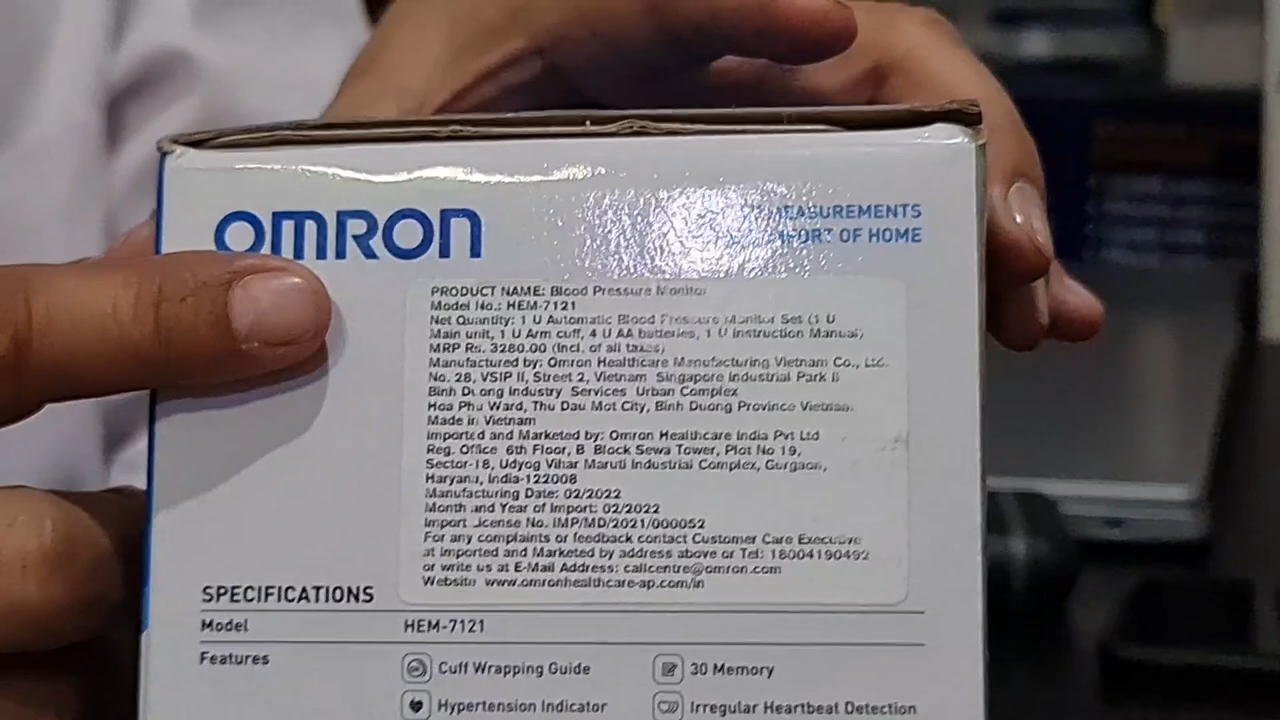 OMRON
MEASUREMENTS
OF HOME
PRODUCT NAME: Blood Pressure Monitor
Model No.: HEM-7121
Net Quantity: 1 U Automatic Blood Pressure Monitor Set (1 U
Main unit, 1 U Arm cuff, 4 U AA batteries, 1 U Instruction Manual)
MRP Rs. 3280.00 (Incl. of all taxes)
Manufactured by: Omron Healthcare Manufacturing Vietnam Co., Ltd.
No. 28, VSIP II, Street 2, Vietnam Singapore Industrial Park II
Binh Duong Industry Services Urban Complex
Hoa Phu Ward, Thu Dau Mot City, Binh Duong Province Vietnam.
Made in Vietnam
Imported and Marketed by: Omron Healthcare India Pvt Ltd
Reg. Office 6th Floor, B Block Sewa Tower, Plot No 19,
Sector-18, Udyog Vihar Maruti Industrial Complex, Gurgaon,
Haryana, India-122008
Manufacturing Date: 02/2022
Month and Year of Import: 02/2022
Import License No. IMP/MD/2021/000052
For any complaints or feedback contact Customer Care Executive
at Imported and Marketed by address above or Tel: 18004190492
or write us at E-Mail Address: callcentre@omron.com
Website www.omronhealthcare-ap.com/in
SPECIFICATIONS
Model HEM-7121
Features Cuff Wrapping Guide 30 Memory
Hypertension Indicator Irregular Heartbeat Detection